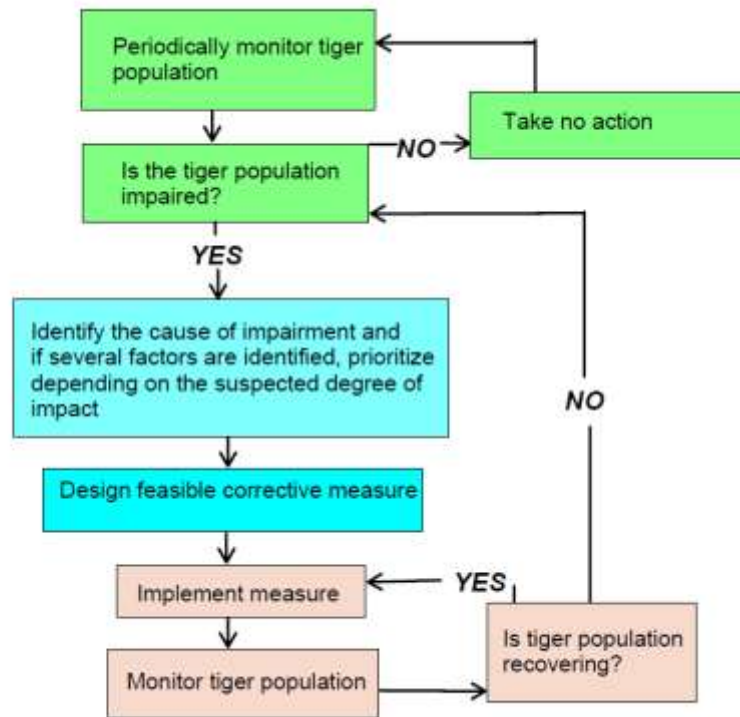 Periodically monitor tiger
population
Take no action
NO
Is the tiger population
impaired?
YES
Identify the cause of impairment and
if several factors are identified, prioritize
depending on the suspected degree of
impact
NO
Design feasible corrective measure
YES
Implement measure
Is tiger population
recovering?
Monitor tiger population